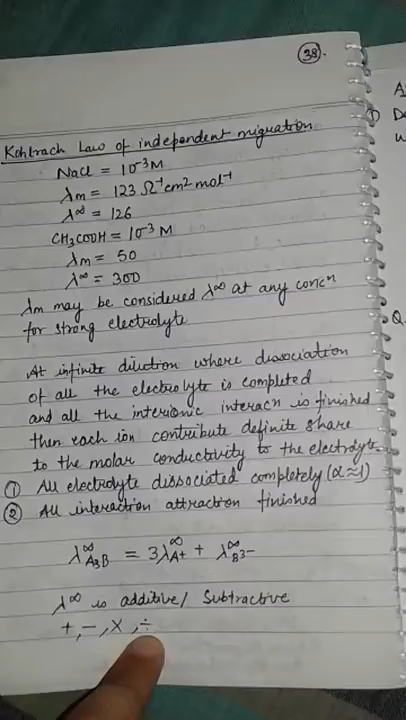 38.
Kohlrach Law of independent migration
NaCl = 10⁻³M
λm = 123 Ω⁻¹cm² mol⁻¹
λ∞ = 126
CH₃COOH = 10⁻³ M
λm = 50
λ∞ = 300
λm may be considered λ∞ at any concⁿ
for strong electrolyte
At infinite dilution where dissociation
of all the electrolyte is completed
and all the interionic interacⁿ is finished
then each ion contribute definite share
to the molar conductivity to the electrolyte.
① All electrolyte dissociated completely (α≈1)
② All interaction attraction finished
λ∞A₃B = 3λ∞A+ + λ∞B3-
λ∞ is additive/ Subtractive
+, -, ×, ÷
A
①
Q.